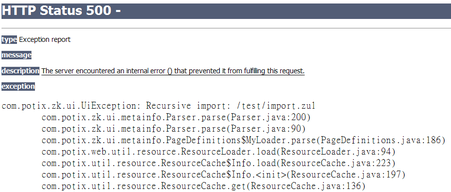 HTTP Status 500 -
type Exception report
message
description The server encountered an internal error () that prevented it from fulfilling this request.
exception
com.potix.zk.ui.UiException: Recursive import: /test/import.zul
com.potix.zk.ui.metainfo.Parser.parse(Parser.java:200)
com.potix.zk.ui.metainfo.Parser.parse(Parser.java:90)
com.potix.zk.ui.metainfo.PageDefinitions$MyLoader.parse(PageDefinitions.java:186)
com.potix.web.util.resource.ResourceLoader.load(ResourceLoader.java:94)
com.potix.util.resource.ResourceCache$Info.load(ResourceCache.java:223)
com.potix.util.resource.ResourceCache$Info.<init>(ResourceCache.java:197)
com.potix.util.resource.ResourceCache.get(ResourceCache.java:136)